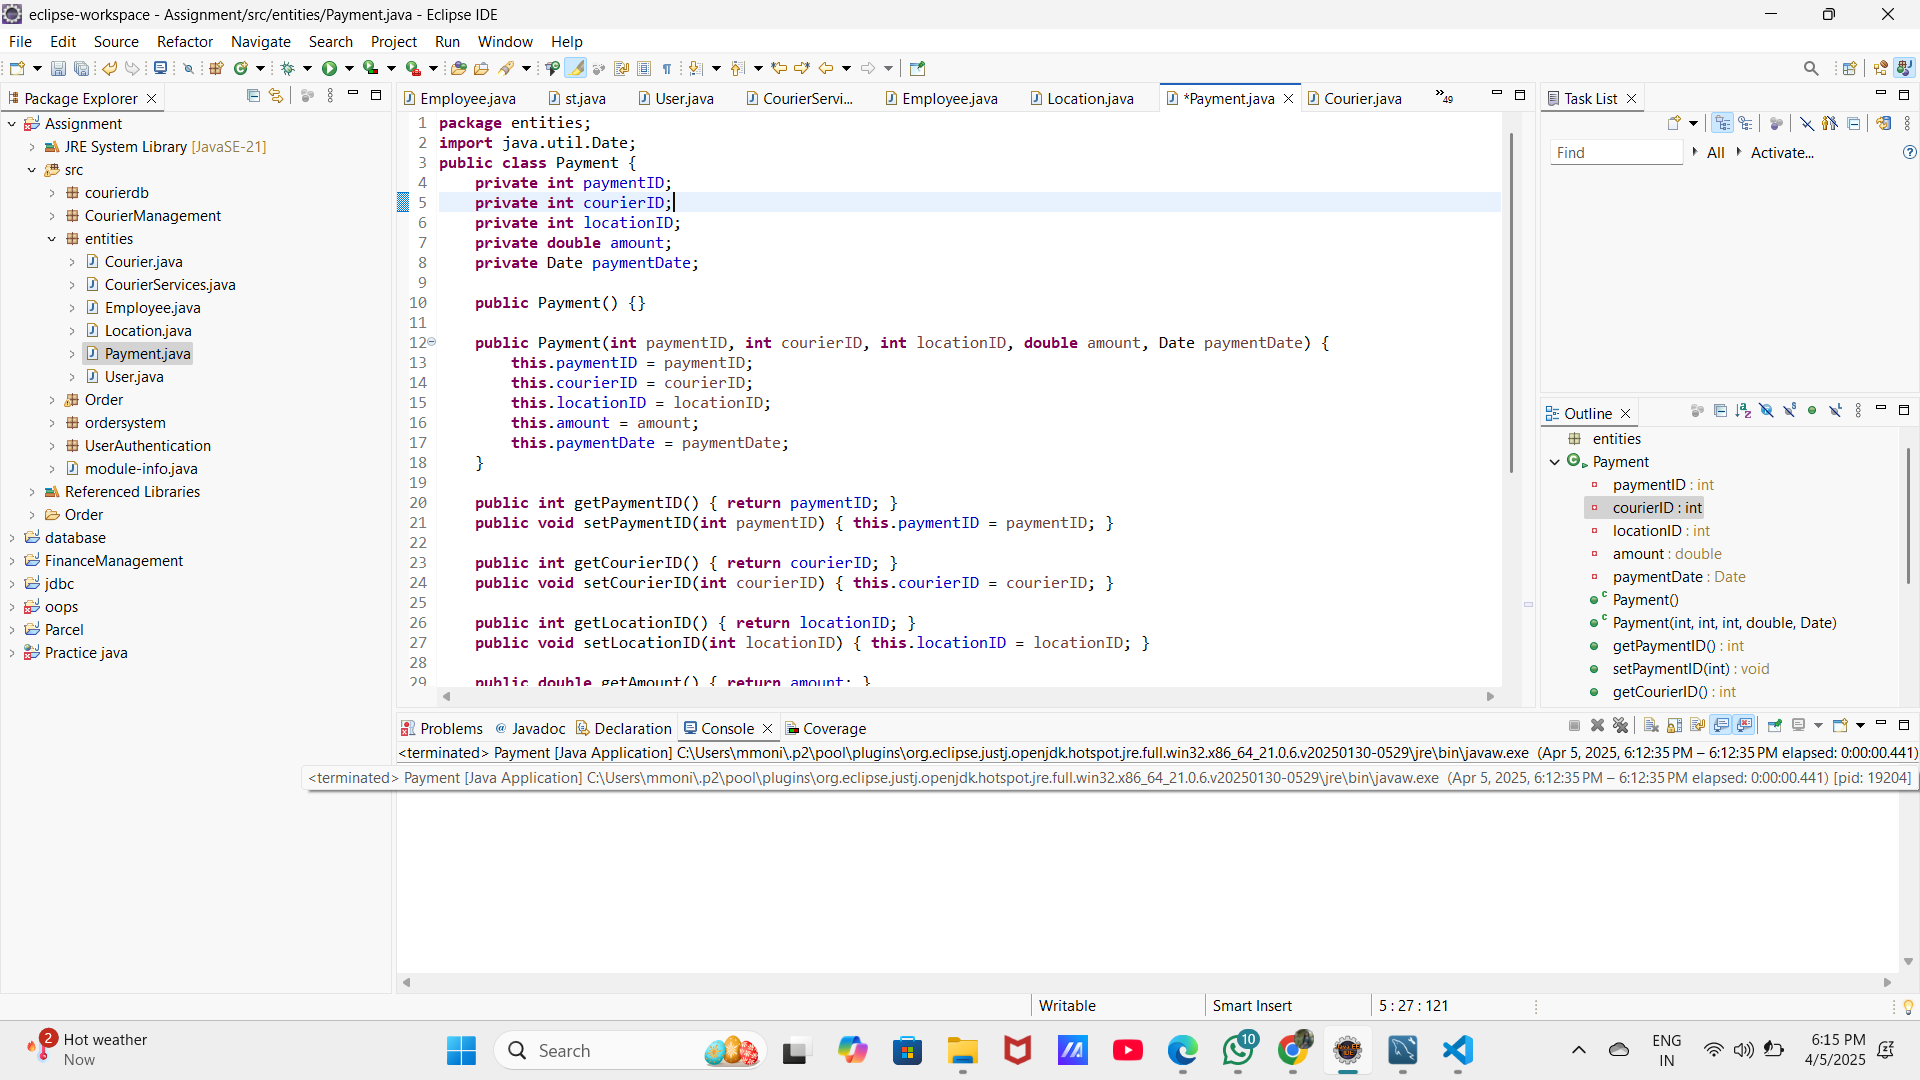 eclipse-workspace - Assignment/src/entities/Payment.java - Eclipse IDE
File Edit Source Refactor Navigate Search Project Run Window Help
Package Explorer
Assignment
JRE System Library [JavaSE-21]
src
courierdb
CourierManagement
entities
Courier.java
CourierServices.java
Employee.java
Location.java
Payment.java
User.java
Order
ordersystem
UserAuthentication
module-info.java
Referenced Libraries
Order
database
FinanceManagement
jdbc
oops
Parcel
Practice java
Employee.java st.java User.java CourierServi... Employee.java Location.java *Payment.java Courier.java »49
1 package entities;
2 import java.util.Date;
3 public class Payment {
4     private int paymentID;
5     private int courierID;
6     private int locationID;
7     private double amount;
8     private Date paymentDate;
9
10     public Payment() {}
11
12     public Payment(int paymentID, int courierID, int locationID, double amount, Date paymentDate) {
13         this.paymentID = paymentID;
14         this.courierID = courierID;
15         this.locationID = locationID;
16         this.amount = amount;
17         this.paymentDate = paymentDate;
18     }
19
20     public int getPaymentID() { return paymentID; }
21     public void setPaymentID(int paymentID) { this.paymentID = paymentID; }
22
23     public int getCourierID() { return courierID; }
24     public void setCourierID(int courierID) { this.courierID = courierID; }
25
26     public int getLocationID() { return locationID; }
27     public void setLocationID(int locationID) { this.locationID = locationID; }
28
29     public double getAmount() { return amount; }
Task List
Find All Activate...
Outline
entities
Payment
paymentID : int
courierID : int
locationID : int
amount : double
paymentDate : Date
Payment()
Payment(int, int, int, double, Date)
getPaymentID() : int
setPaymentID(int) : void
getCourierID() : int
Problems Javadoc Declaration Console Coverage
<terminated> Payment [Java Application] C:\Users\mmoni\.p2\pool\plugins\org.eclipse.justj.openjdk.hotspot.jre.full.win32.x86_64_21.0.6.v20250130-0529\jre\bin\javaw.exe (Apr 5, 2025, 6:12:35 PM – 6:12:35 PM elapsed: 0:00:00.441)
<terminated> Payment [Java Application] C:\Users\mmoni\.p2\pool\plugins\org.eclipse.justj.openjdk.hotspot.jre.full.win32.x86_64_21.0.6.v20250130-0529\jre\bin\javaw.exe (Apr 5, 2025, 6:12:35 PM – 6:12:35 PM elapsed: 0:00:00.441) [pid: 19204]
Writable Smart Insert 5 : 27 : 121
2
Hot weather
Now
Search
10
ENG
IN
6:15 PM
4/5/2025